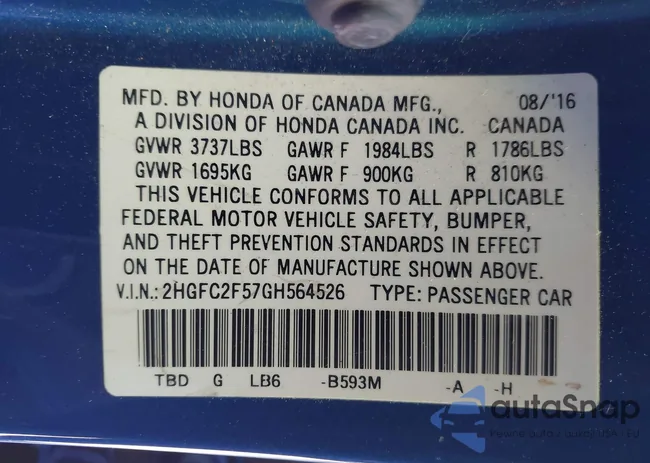 MFD. BY HONDA OF CANADA MFG., 08/'16
A DIVISION OF HONDA CANADA INC. CANADA
GVWR 3737LBS GAWR F 1984LBS R 1786LBS
GVWR 1695KG GAWR F 900KG R 810KG
THIS VEHICLE CONFORMS TO ALL APPLICABLE
FEDERAL MOTOR VEHICLE SAFETY, BUMPER,
AND THEFT PREVENTION STANDARDS IN EFFECT
ON THE DATE OF MANUFACTURE SHOWN ABOVE.
V.I.N.: 2HGFC2F57GH564526 TYPE: PASSENGER CAR
TBD G LB6 -B593M -A -H
autaSnap